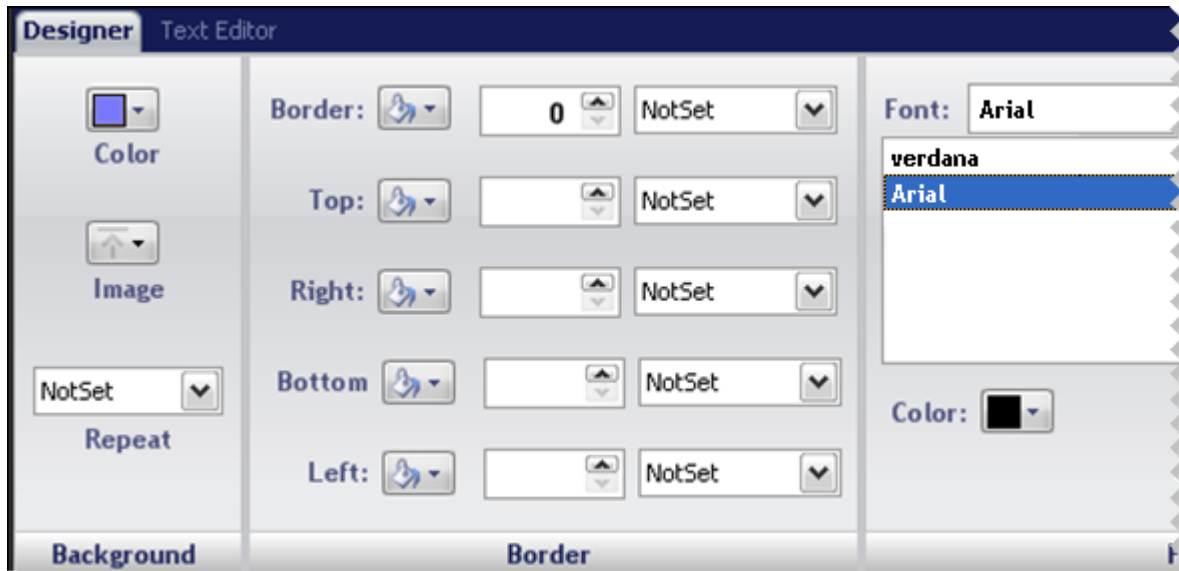 Designer Text Editor
Color
Image
NotSet
Repeat
Background
Border: 0 NotSet
Top: NotSet
Right: NotSet
Bottom NotSet
Left: NotSet
Border
Font: Arial
verdana
Arial
Color: